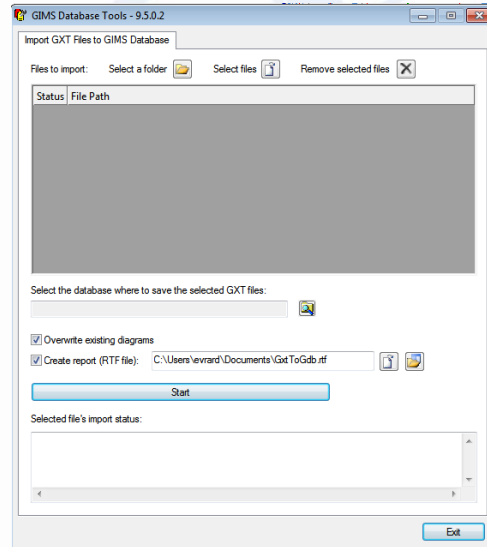 GIMS Database Tools - 9.5.0.2
Import GXT Files to GIMS Database
Files to import: Select a folder Select files Remove selected files
Status File Path
Select the database where to save the selected GXT files:
Overwrite existing diagrams
Create report (RTF file): C:\Users\evrard\Documents\GxtToGdb.rtf
Start
Selected file's import status:
Exit